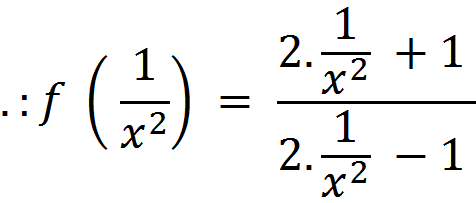 .: f (1/x²) = (2.1/x² + 1)/(2.1/x² − 1)